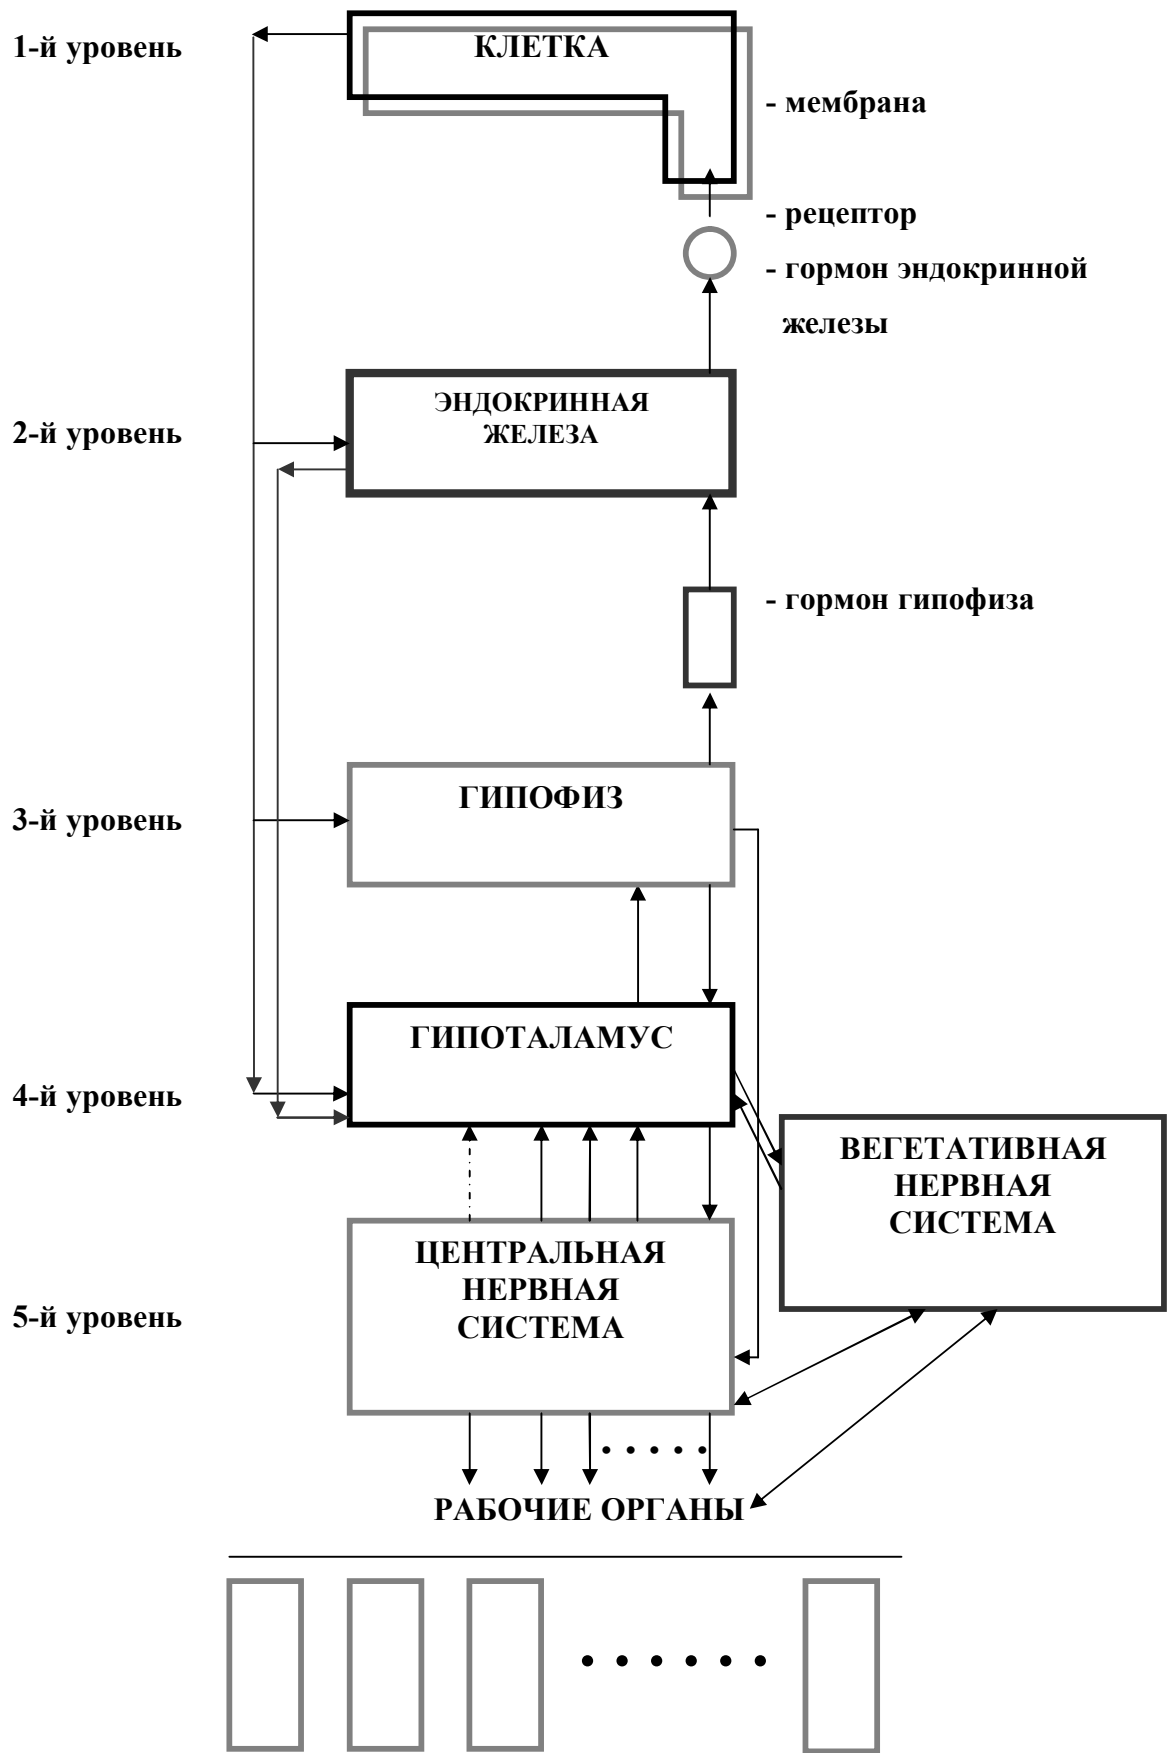 1-й уровень
КЛЕТКА
- мембрана
- рецептор
- гормон эндокринной
железы
2-й уровень
ЭНДОКРИННАЯ
ЖЕЛЕЗА
- гормон гипофиза
3-й уровень
ГИПОФИЗ
4-й уровень
ГИПОТАЛАМУС
ВЕГЕТАТИВНАЯ
НЕРВНАЯ
СИСТЕМА
5-й уровень
ЦЕНТРАЛЬНАЯ
НЕРВНАЯ
СИСТЕМА
РАБОЧИЕ ОРГАНЫ